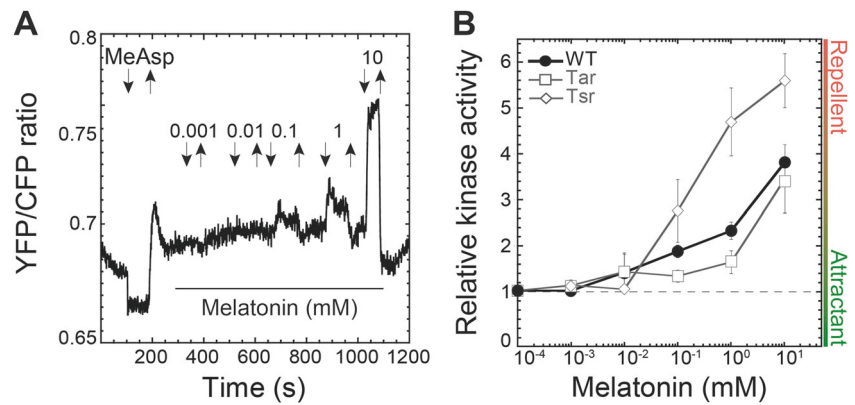 A
YFP/CFP ratio
0.8
0.75
0.7
0.65
MeAsp
0.001 0.01 0.1 1 10
Melatonin (mM)
0 200 400 600 800 1000 1200
Time (s)
B
Relative kinase activity
6
5
4
3
2
1
0
WT
Tar
Tsr
10⁻⁴ 10⁻³ 10⁻² 10⁻¹ 10⁰ 10¹
Melatonin (mM)
Repellent
Attractant